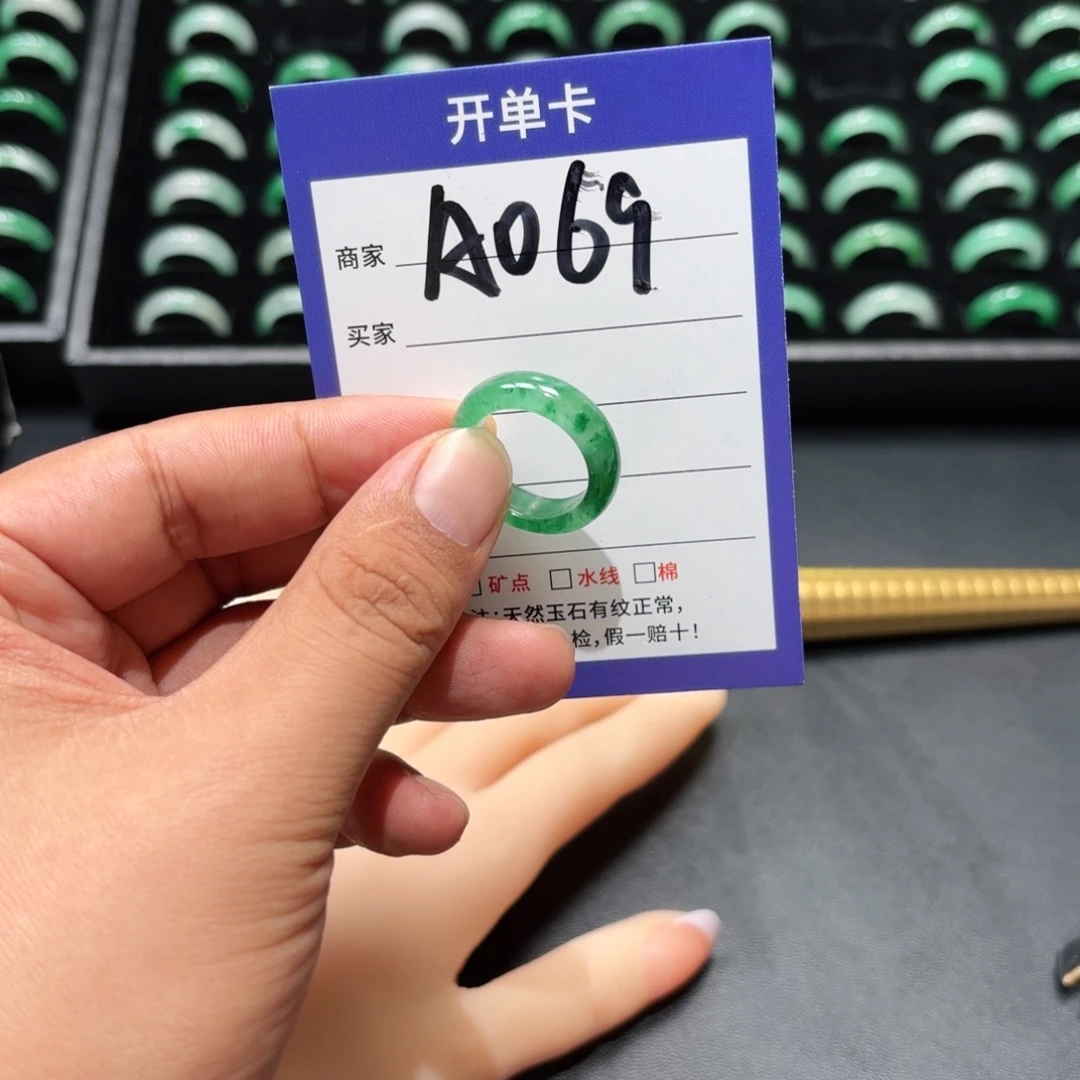 开单卡
商家 A069
买家
矿点 水线 棉
注:天然玉石有纹正常,
检,假一赔十!